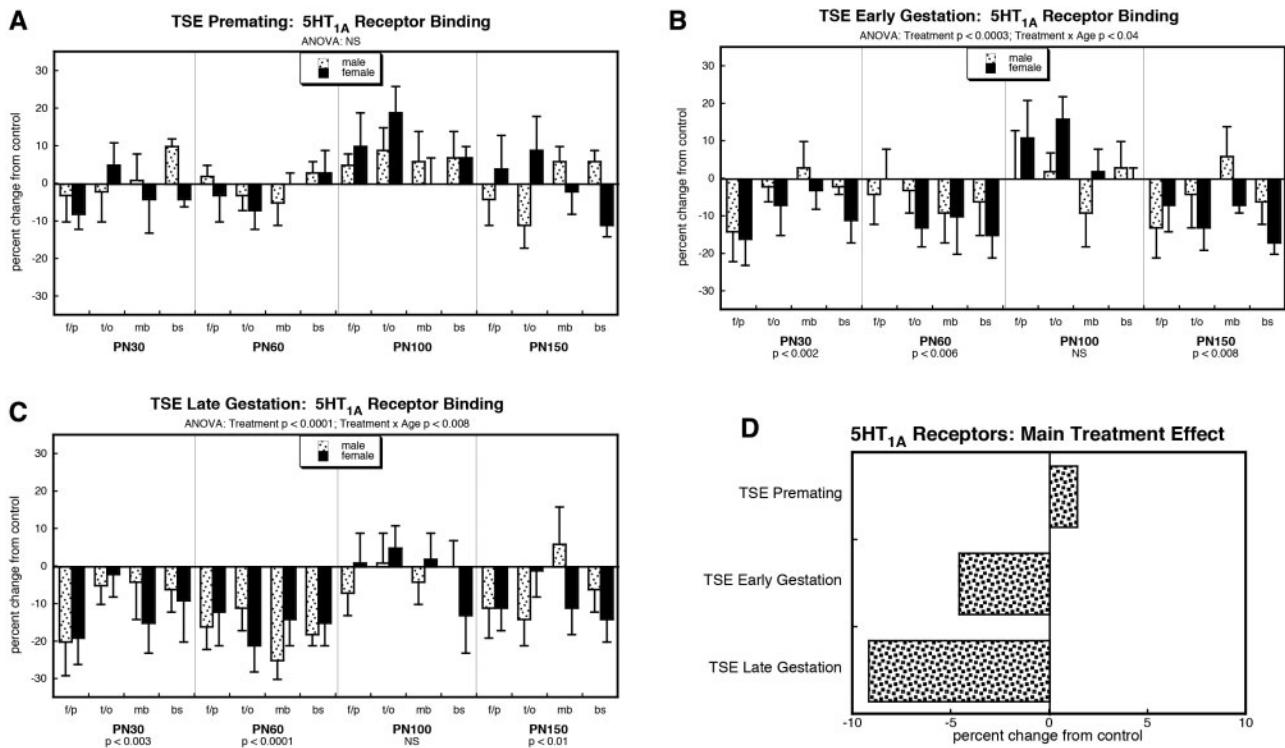 A
TSE Premating: 5HT1A Receptor Binding
ANOVA: NS
male
female
percent change from control
30
20
10
0
-10
-20
-30
f/p t/o mb bs f/p t/o mb bs f/p t/o mb bs f/p t/o mb bs
PN30 PN60 PN100 PN150
B
TSE Early Gestation: 5HT1A Receptor Binding
ANOVA: Treatment p < 0.0003; Treatment x Age p < 0.04
male
female
percent change from control
30
20
10
0
-10
-20
-30
f/p t/o mb bs f/p t/o mb bs f/p t/o mb bs f/p t/o mb bs
PN30 PN60 PN100 PN150
p < 0.002 p < 0.006 NS p < 0.008
C
TSE Late Gestation: 5HT1A Receptor Binding
ANOVA: Treatment p < 0.0001; Treatment x Age p < 0.008
male
female
percent change from control
30
20
10
0
-10
-20
-30
f/p t/o mb bs f/p t/o mb bs f/p t/o mb bs f/p t/o mb bs
PN30 PN60 PN100 PN150
p < 0.003 p < 0.0001 NS p < 0.01
D
5HT1A Receptors: Main Treatment Effect
TSE Premating
TSE Early Gestation
TSE Late Gestation
-10 -5 0 5 10
percent change from control